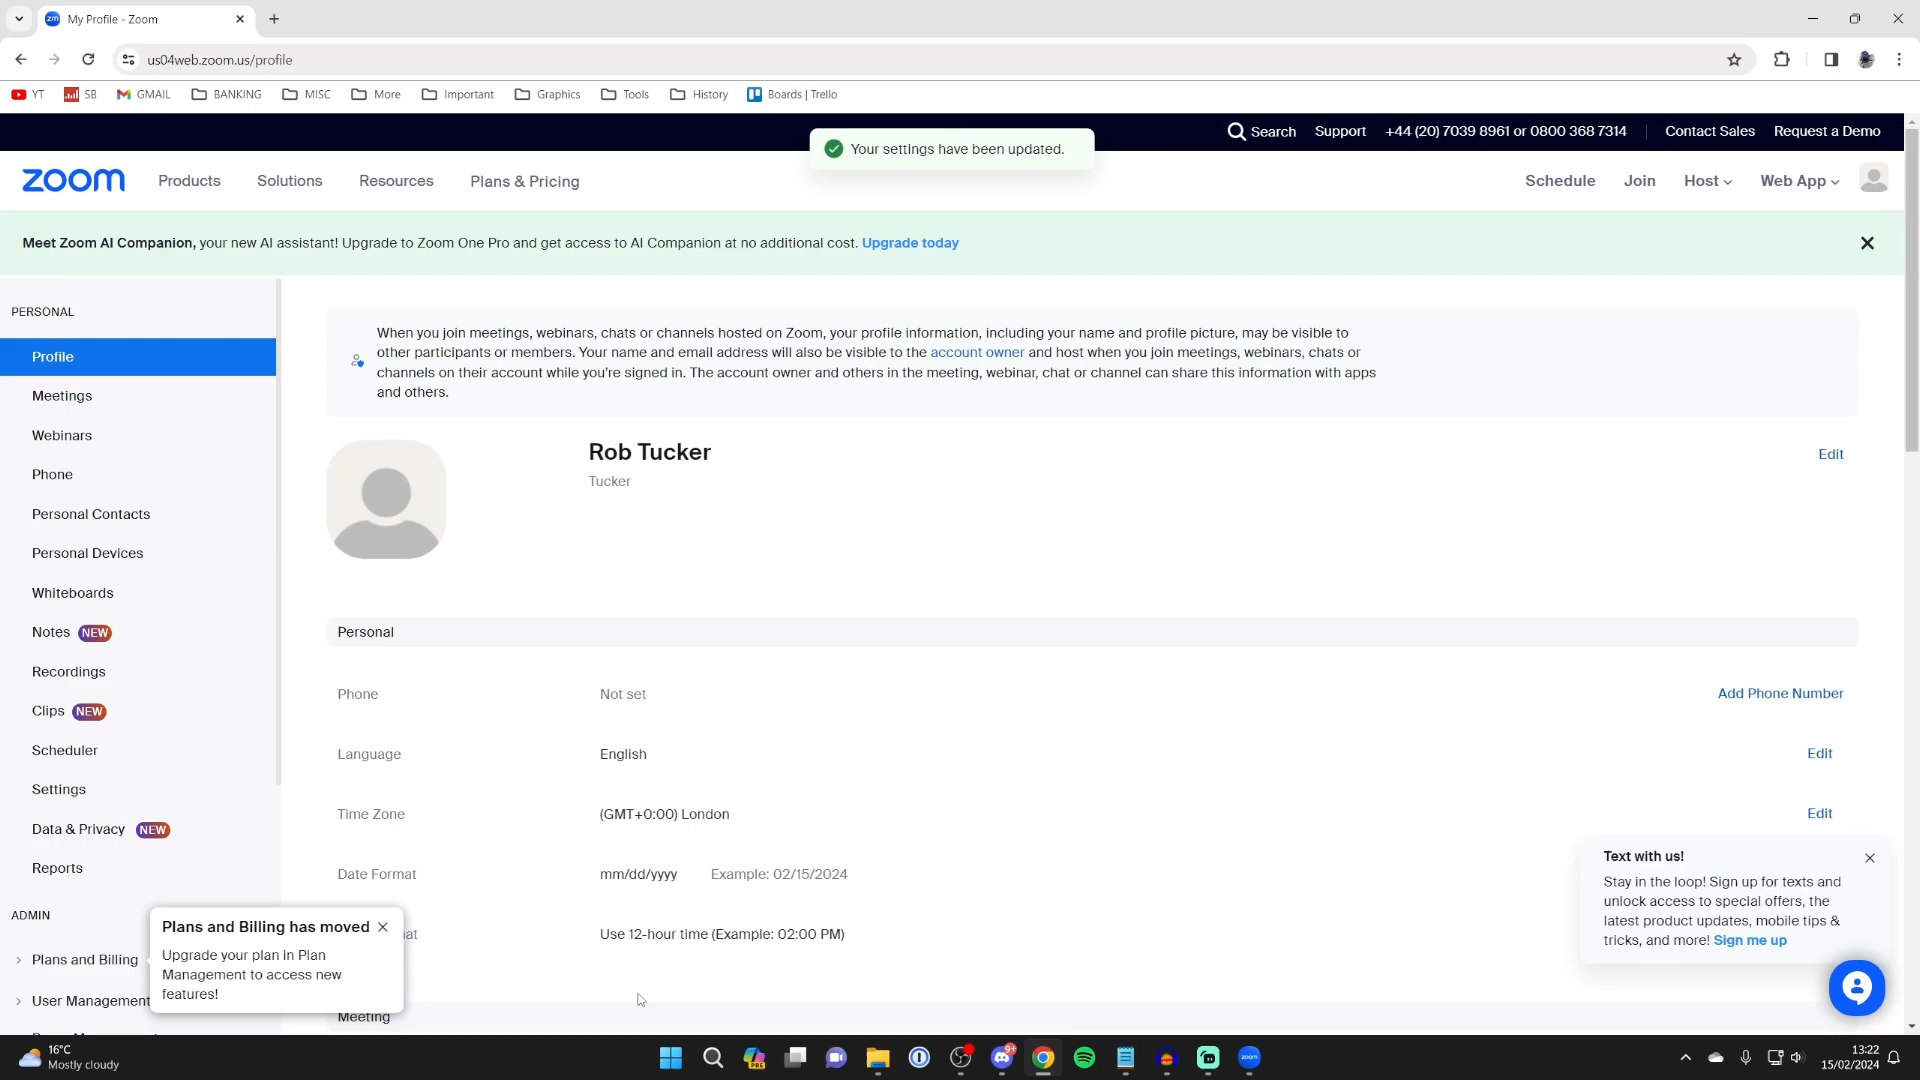 My Profile - Zoom
us04web.zoom.us/profile
YT
SB
GMAIL
BANKING
MISC
More
Important
Graphics
Tools
History
Boards | Trello
Search
Support
+44 (20) 7039 8961 or 0800 368 7314
Contact Sales
Request a Demo
Your settings have been updated.
zoom
Products
Solutions
Resources
Plans & Pricing
Schedule
Join
Host
Web App
Meet Zoom AI Companion, your new AI assistant! Upgrade to Zoom One Pro and get access to AI Companion at no additional cost. Upgrade today
PERSONAL
Profile
Meetings
Webinars
Phone
Personal Contacts
Personal Devices
Whiteboards
Notes NEW
Recordings
Clips NEW
Scheduler
Settings
Data & Privacy NEW
Reports
ADMIN
Plans and Billing
User Management
Plans and Billing has moved
Upgrade your plan in Plan
Management to access new
features!
When you join meetings, webinars, chats or channels hosted on Zoom, your profile information, including your name and profile picture, may be visible to
other participants or members. Your name and email address will also be visible to the account owner and host when you join meetings, webinars, chats or
channels on their account while you're signed in. The account owner and others in the meeting, webinar, chat or channel can share this information with apps
and others.
Rob Tucker
Edit
Tucker
Personal
Phone
Not set
Add Phone Number
Language
English
Edit
Time Zone
(GMT+0:00) London
Edit
Date Format
mm/dd/yyyy
Example: 02/15/2024
at
Use 12-hour time (Example: 02:00 PM)
Meeting
Text with us!
Stay in the loop! Sign up for texts and
unlock access to special offers, the
latest product updates, mobile tips &
tricks, and more! Sign me up
16°C
Mostly cloudy
PRE
9+
zoom
13:22
15/02/2024